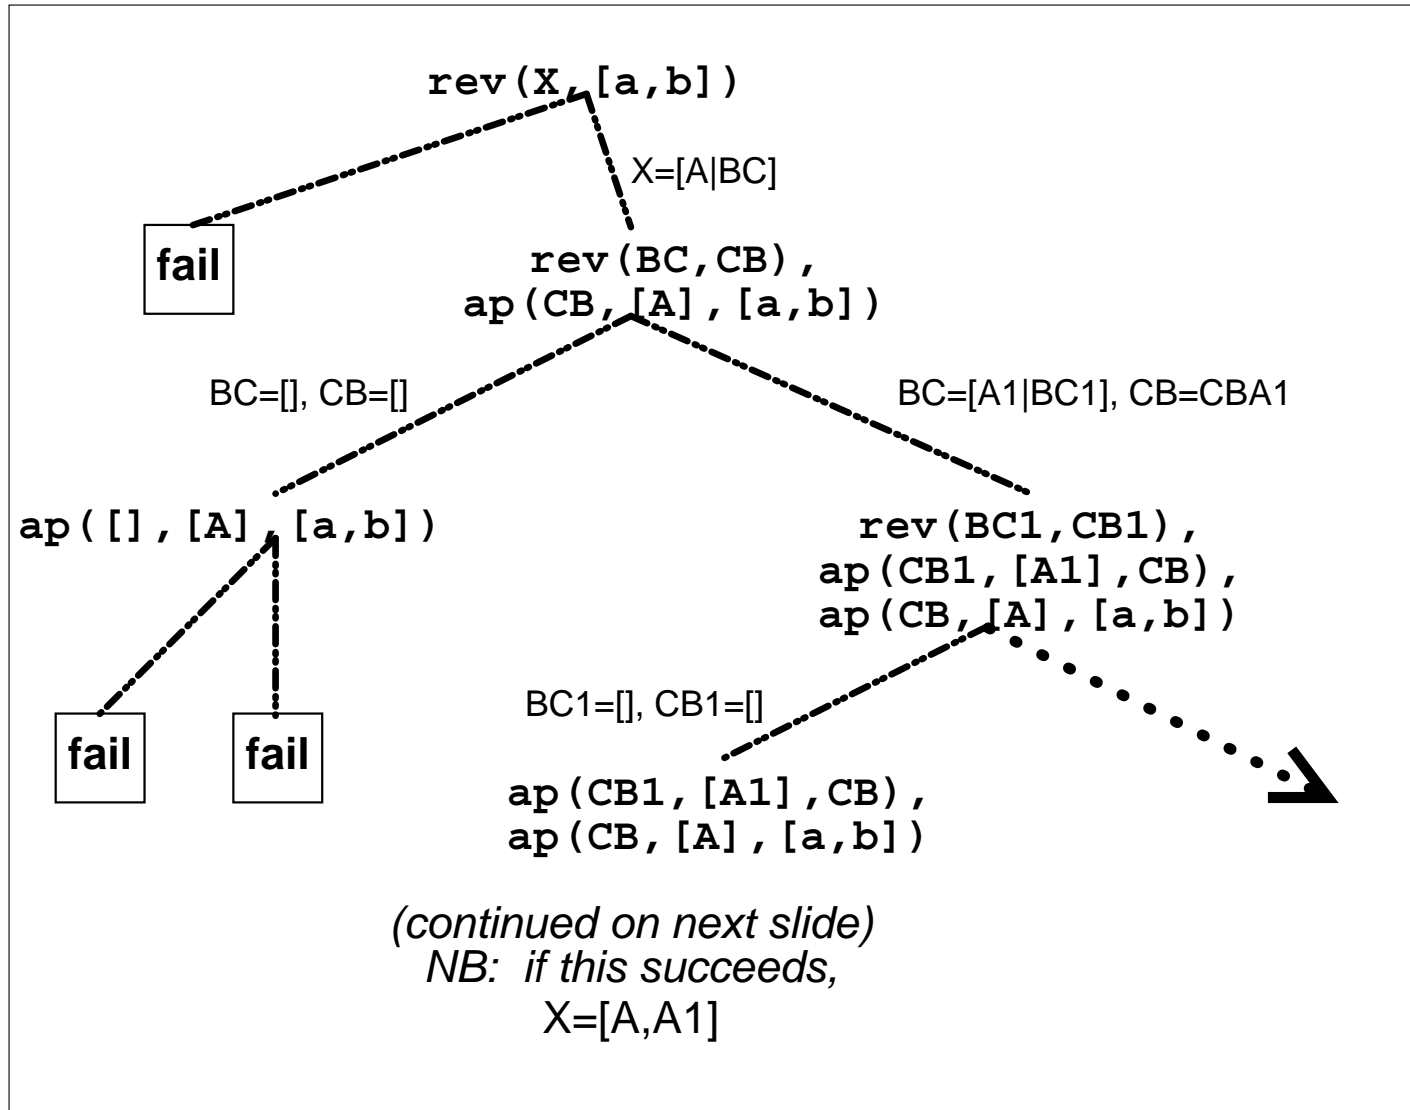 rev(X,[a,b])
X=[A|BC]
fail
rev(BC,CB),
ap(CB,[A],[a,b])
BC=[], CB=[]
BC=[A1|BC1], CB=CBA1
ap([],[A],[a,b])
rev(BC1,CB1),
ap(CB1,[A1],CB),
ap(CB,[A],[a,b])
BC1=[], CB1=[]
fail
fail
ap(CB1,[A1],CB),
ap(CB,[A],[a,b])
(continued on next slide)
NB: if this succeeds,
X=[A,A1]